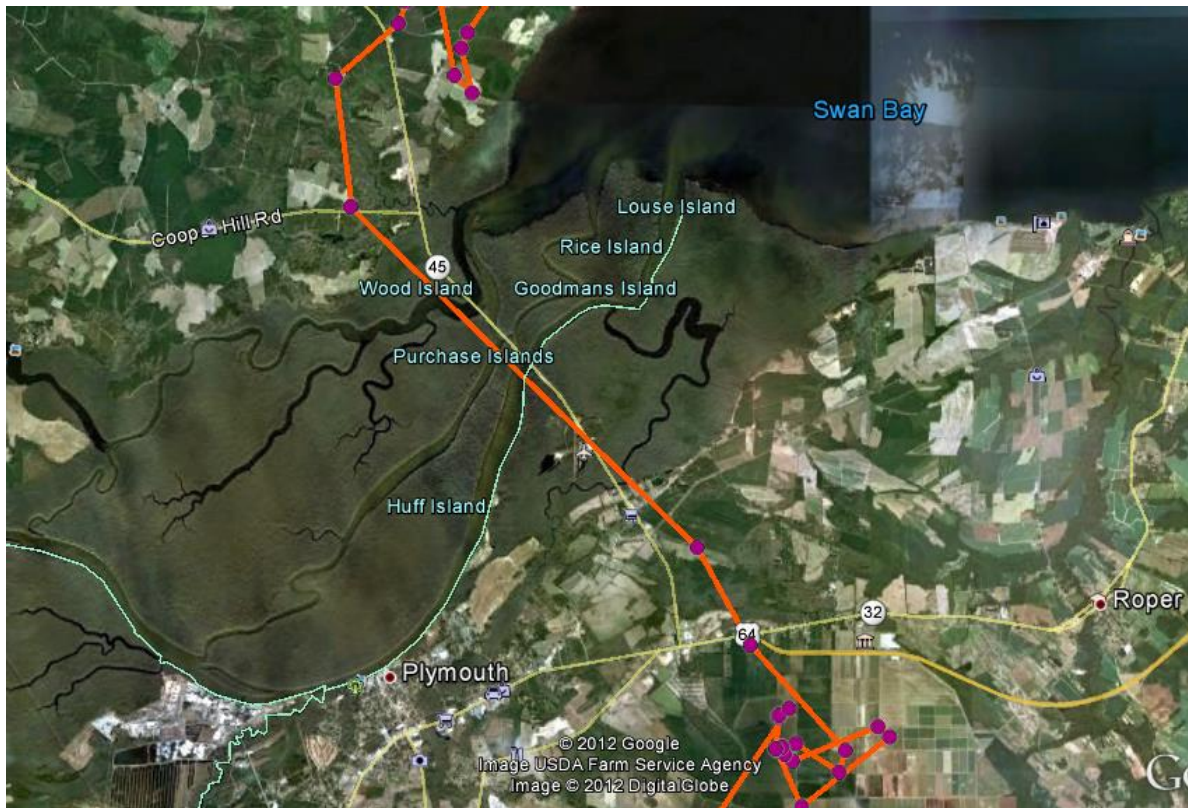 Swan Bay
Louse Island
Rice Island
Coop Hill Rd
45
Wood Island
Goodmans Island
Purchase Islands
Huff Island
32
Roper
64
Plymouth
© 2012 Google
Image USDA Farm Service Agency
Image © 2012 DigitalGlobe
Go